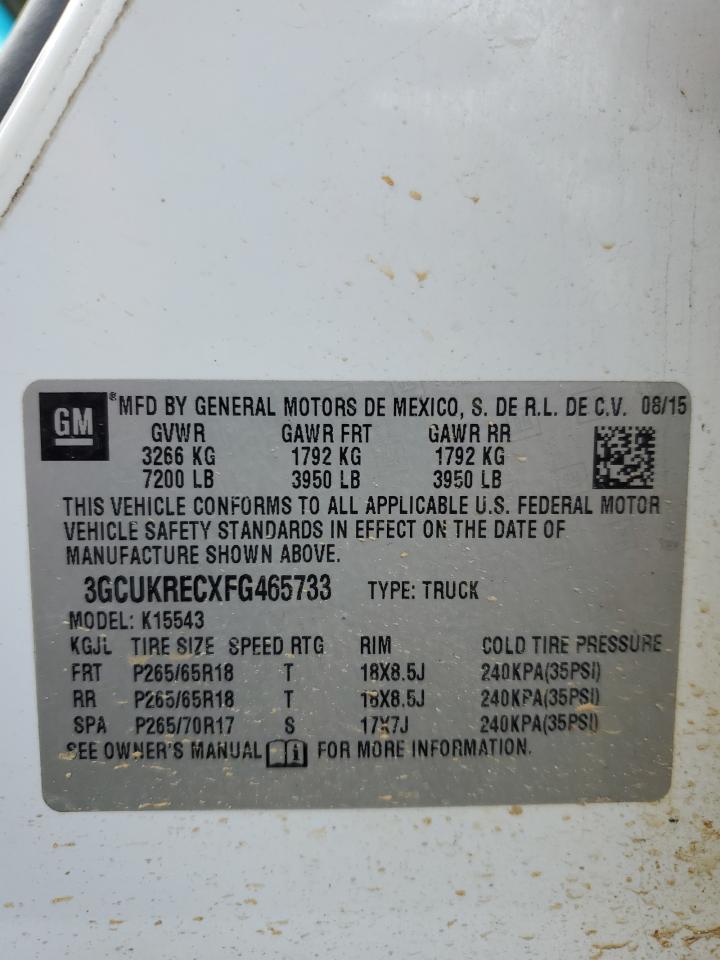 GM ® MFD BY GENERAL MOTORS DE MEXICO, S. DE R.L. DE C.V. 08/15
GVWR GAWR FRT GAWR RR
3266 KG 1792 KG 1792 KG
7200 LB 3950 LB 3950 LB
THIS VEHICLE CONFORMS TO ALL APPLICABLE U.S. FEDERAL MOTOR
VEHICLE SAFETY STANDARDS IN EFFECT ON THE DATE OF
MANUFACTURE SHOWN ABOVE.
3GCUKRECXFG465733 TYPE: TRUCK
MODEL: K15543
KGJL TIRE SIZE SPEED RTG RIM COLD TIRE PRESSURE
FRT P265/65R18 T 18X8.5J 240KPA(35PSI)
RR P265/65R18 T 18X8.5J 240KPA(35PSI)
SPA P265/70R17 S 17X7J 240KPA(35PSI)
SEE OWNER'S MANUAL FOR MORE INFORMATION.